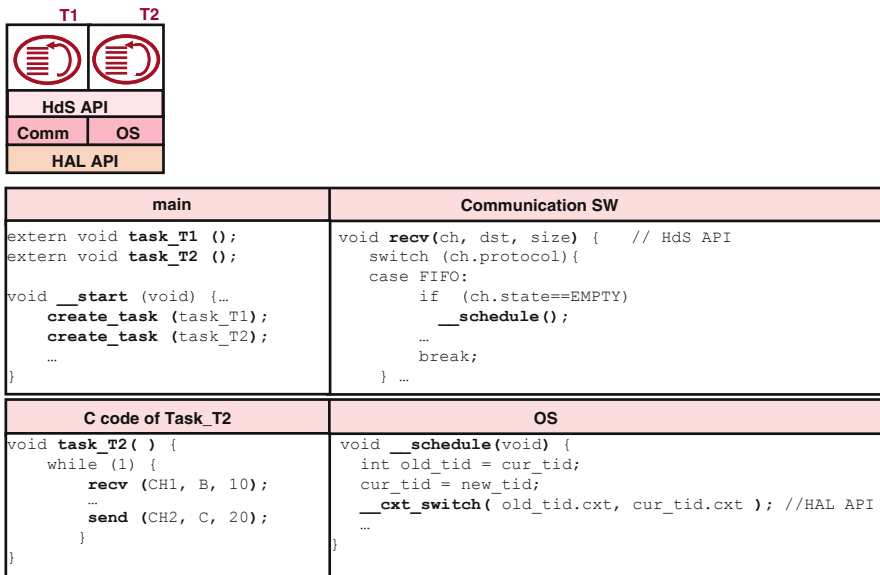 T1 T2
HdS API
Comm OS
HAL API
main
extern void task_T1 ();
extern void task_T2 ();
void __start (void) {…
create_task (task_T1);
create_task (task_T2);
…
}
Communication SW
void recv(ch, dst, size) { // HdS API
switch (ch.protocol){
case FIFO:
if (ch.state==EMPTY)
__schedule();
…
break;
} …
C code of Task_T2
void task_T2( ) {
while (1) {
recv (CH1, B, 10);
…
send (CH2, C, 20);
}
}
OS
void __schedule(void) {
int old_tid = cur_tid;
cur_tid = new_tid;
__cxt_switch( old_tid.cxt, cur_tid.cxt ); //HAL API
…
}